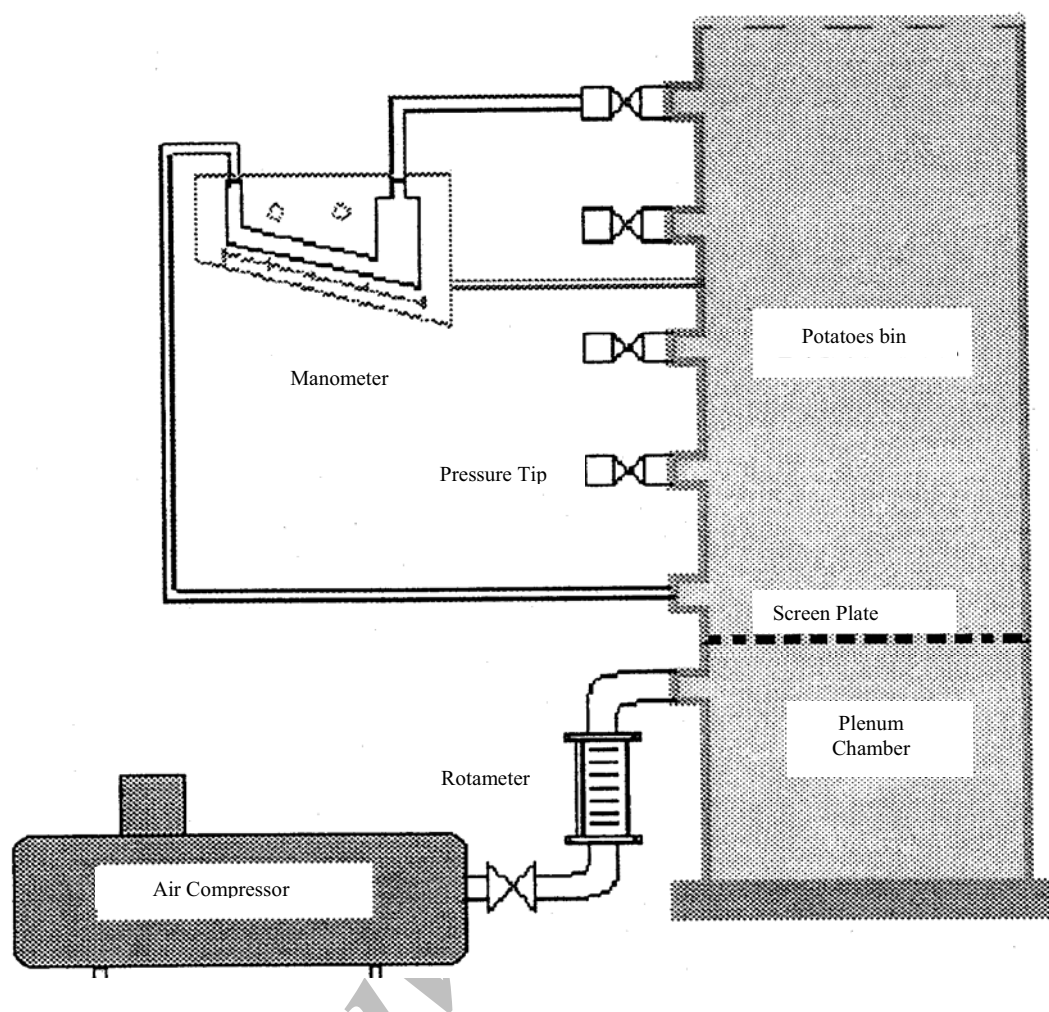 Potatoes bin
Manometer
Pressure Tip
Screen Plate
Plenum
Chamber
Rotameter
Air Compressor